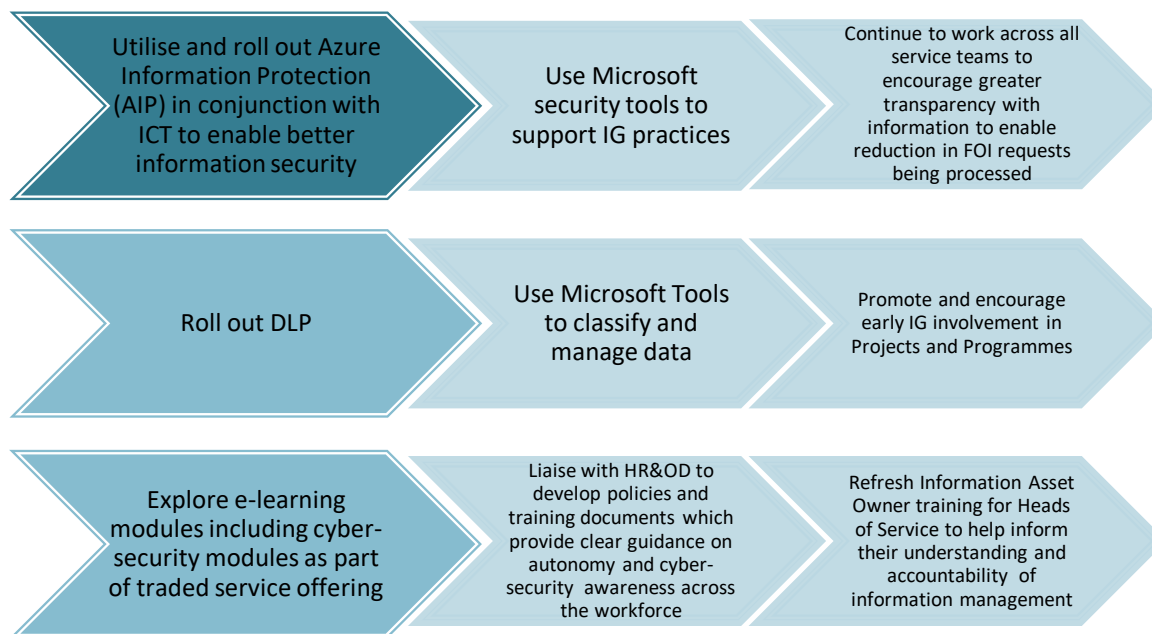 Utilise and roll out Azure
Information Protection
(AIP) in conjunction with
ICT to enable better
information security
Use Microsoft
security tools to
support IG practices
Continue to work across all
service teams to
encourage greater
transparency with
information to enable
reduction in FOI requests
being processed
Roll out DLP
Use Microsoft Tools
to classify and
manage data
Promote and encourage
early IG involvement in
Projects and Programmes
Explore e-learning
modules including cyber-
security modules as part
of traded service offering
Liaise with HR&OD to
develop policies and
training documents which
provide clear guidance on
autonomy and cyber-
security awareness across
the workforce
Refresh Information Asset
Owner training for Heads
of Service to help inform
their understanding and
accountability of
information management